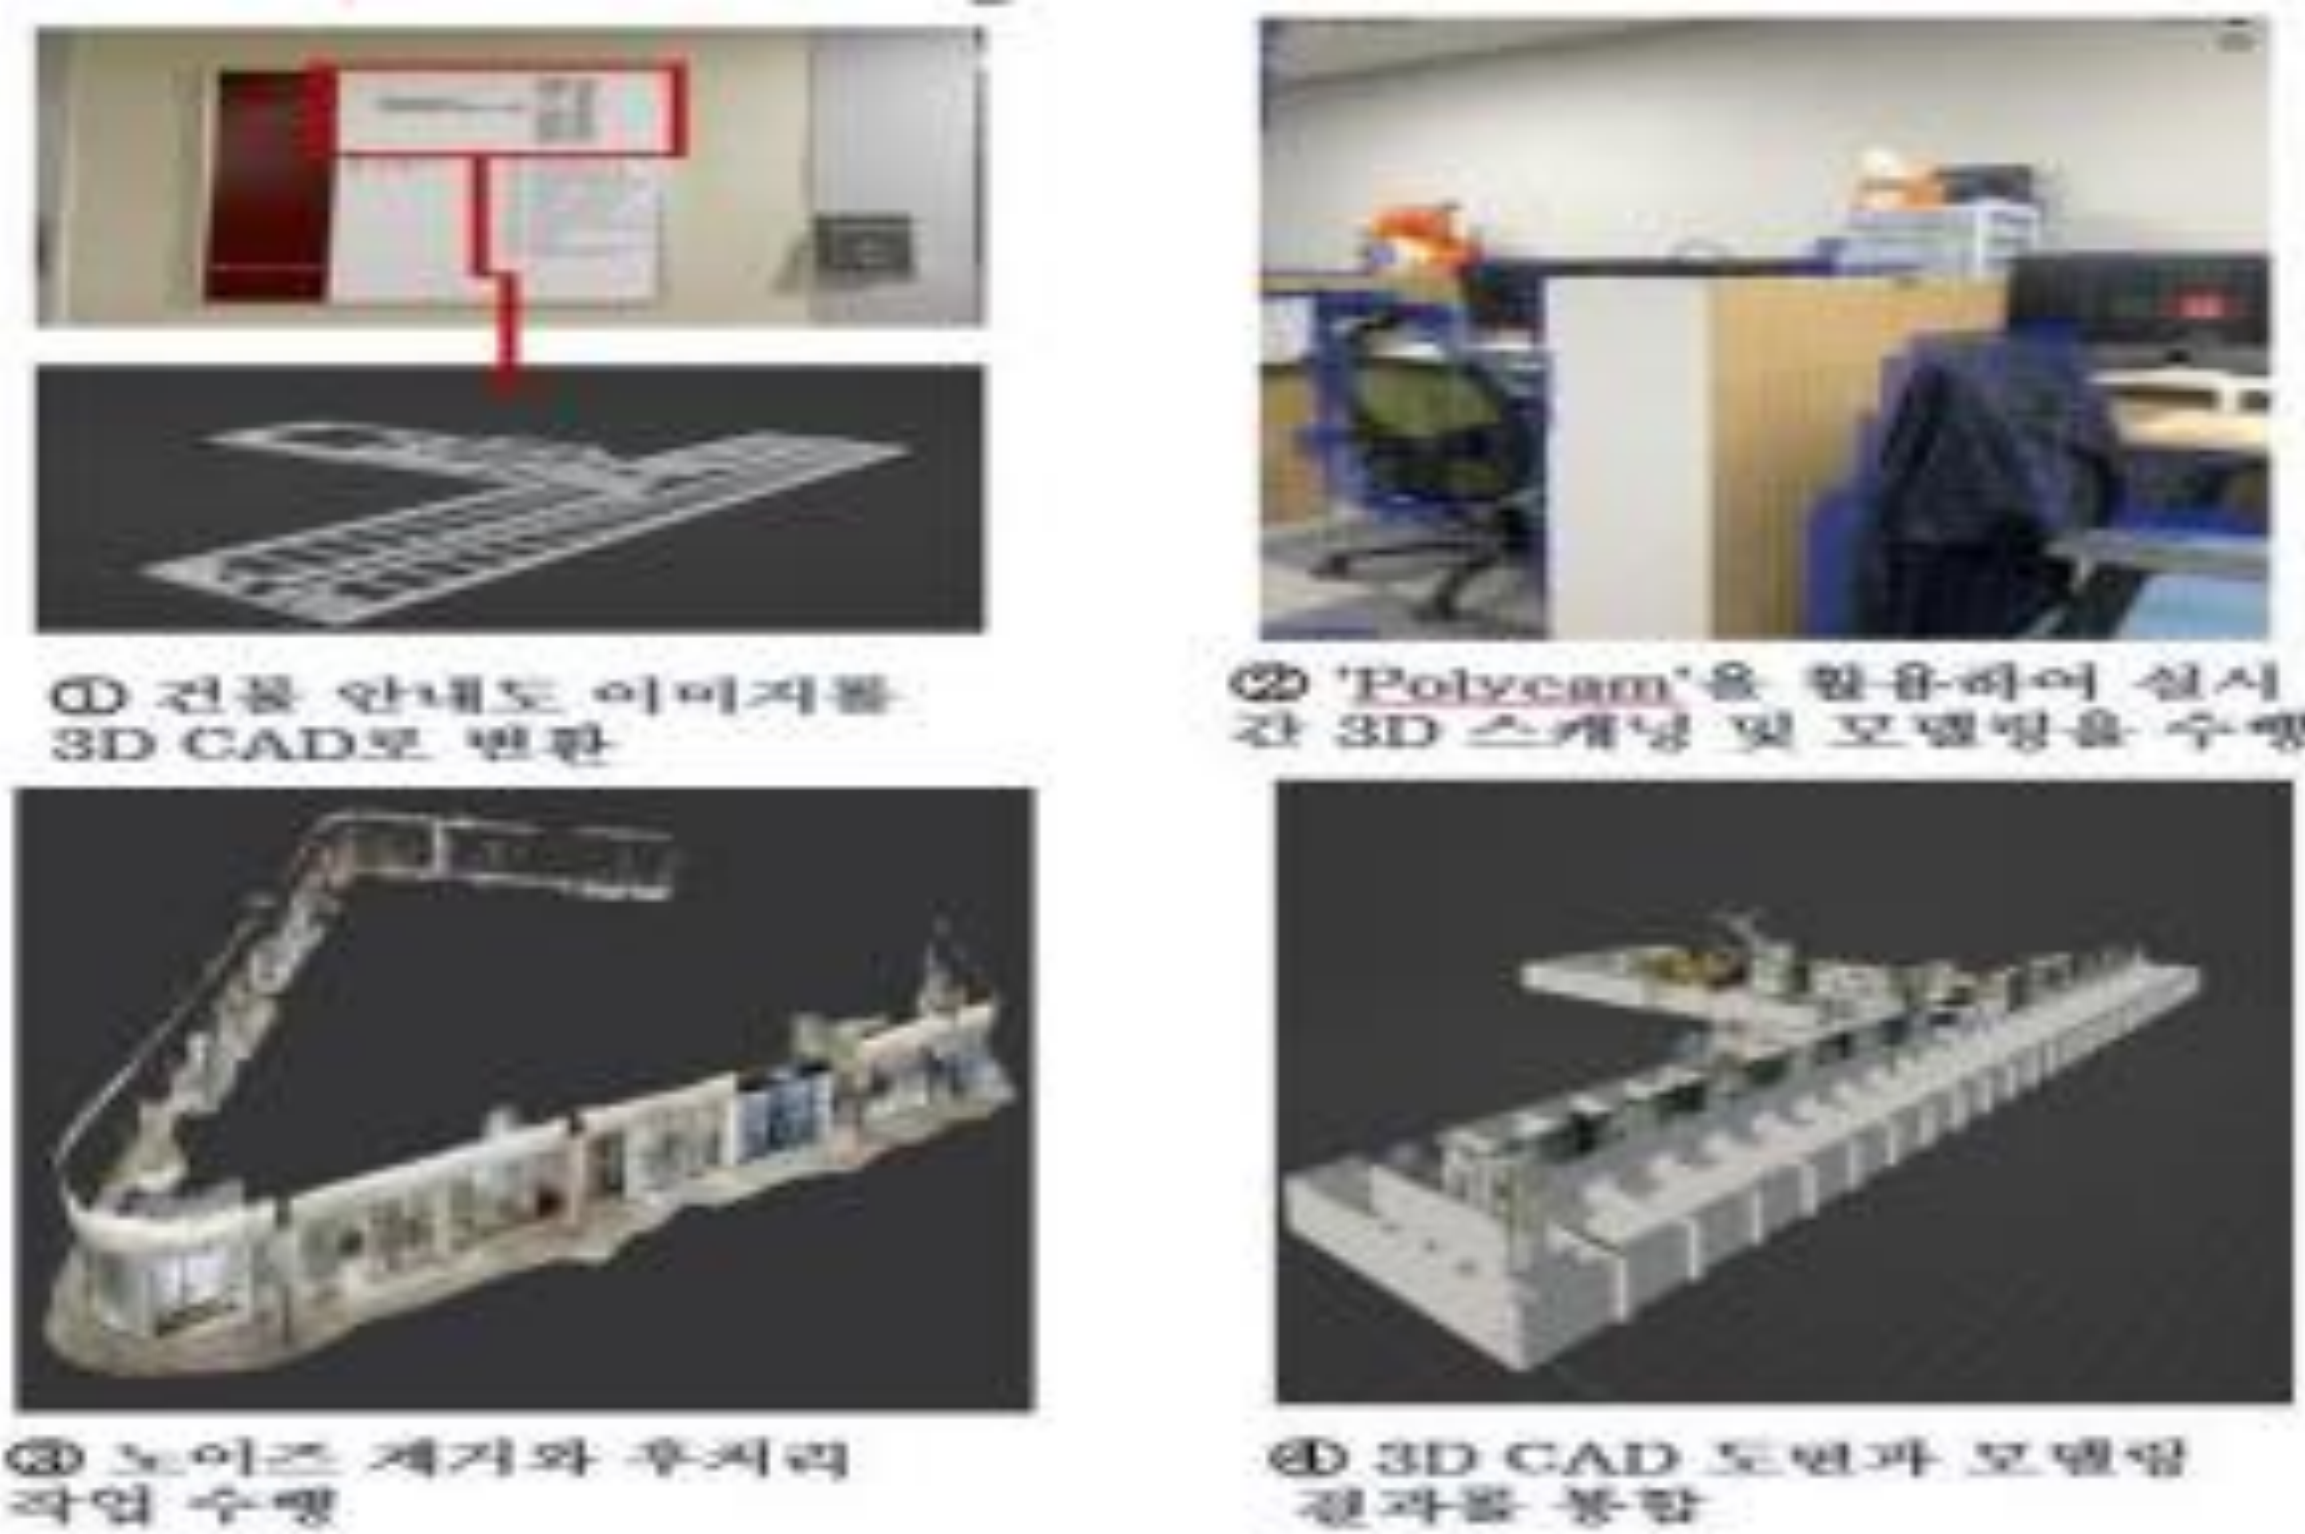 ① 건물 안내도 이미지를
3D CAD로 변환
② 'Polycam'을 활용하여 실시
간 3D 스캐닝 및 모델링을 수행
③ 노이즈 제거와 후처리
작업 수행
④ 3D CAD 도면과 모델링
결과를 통합